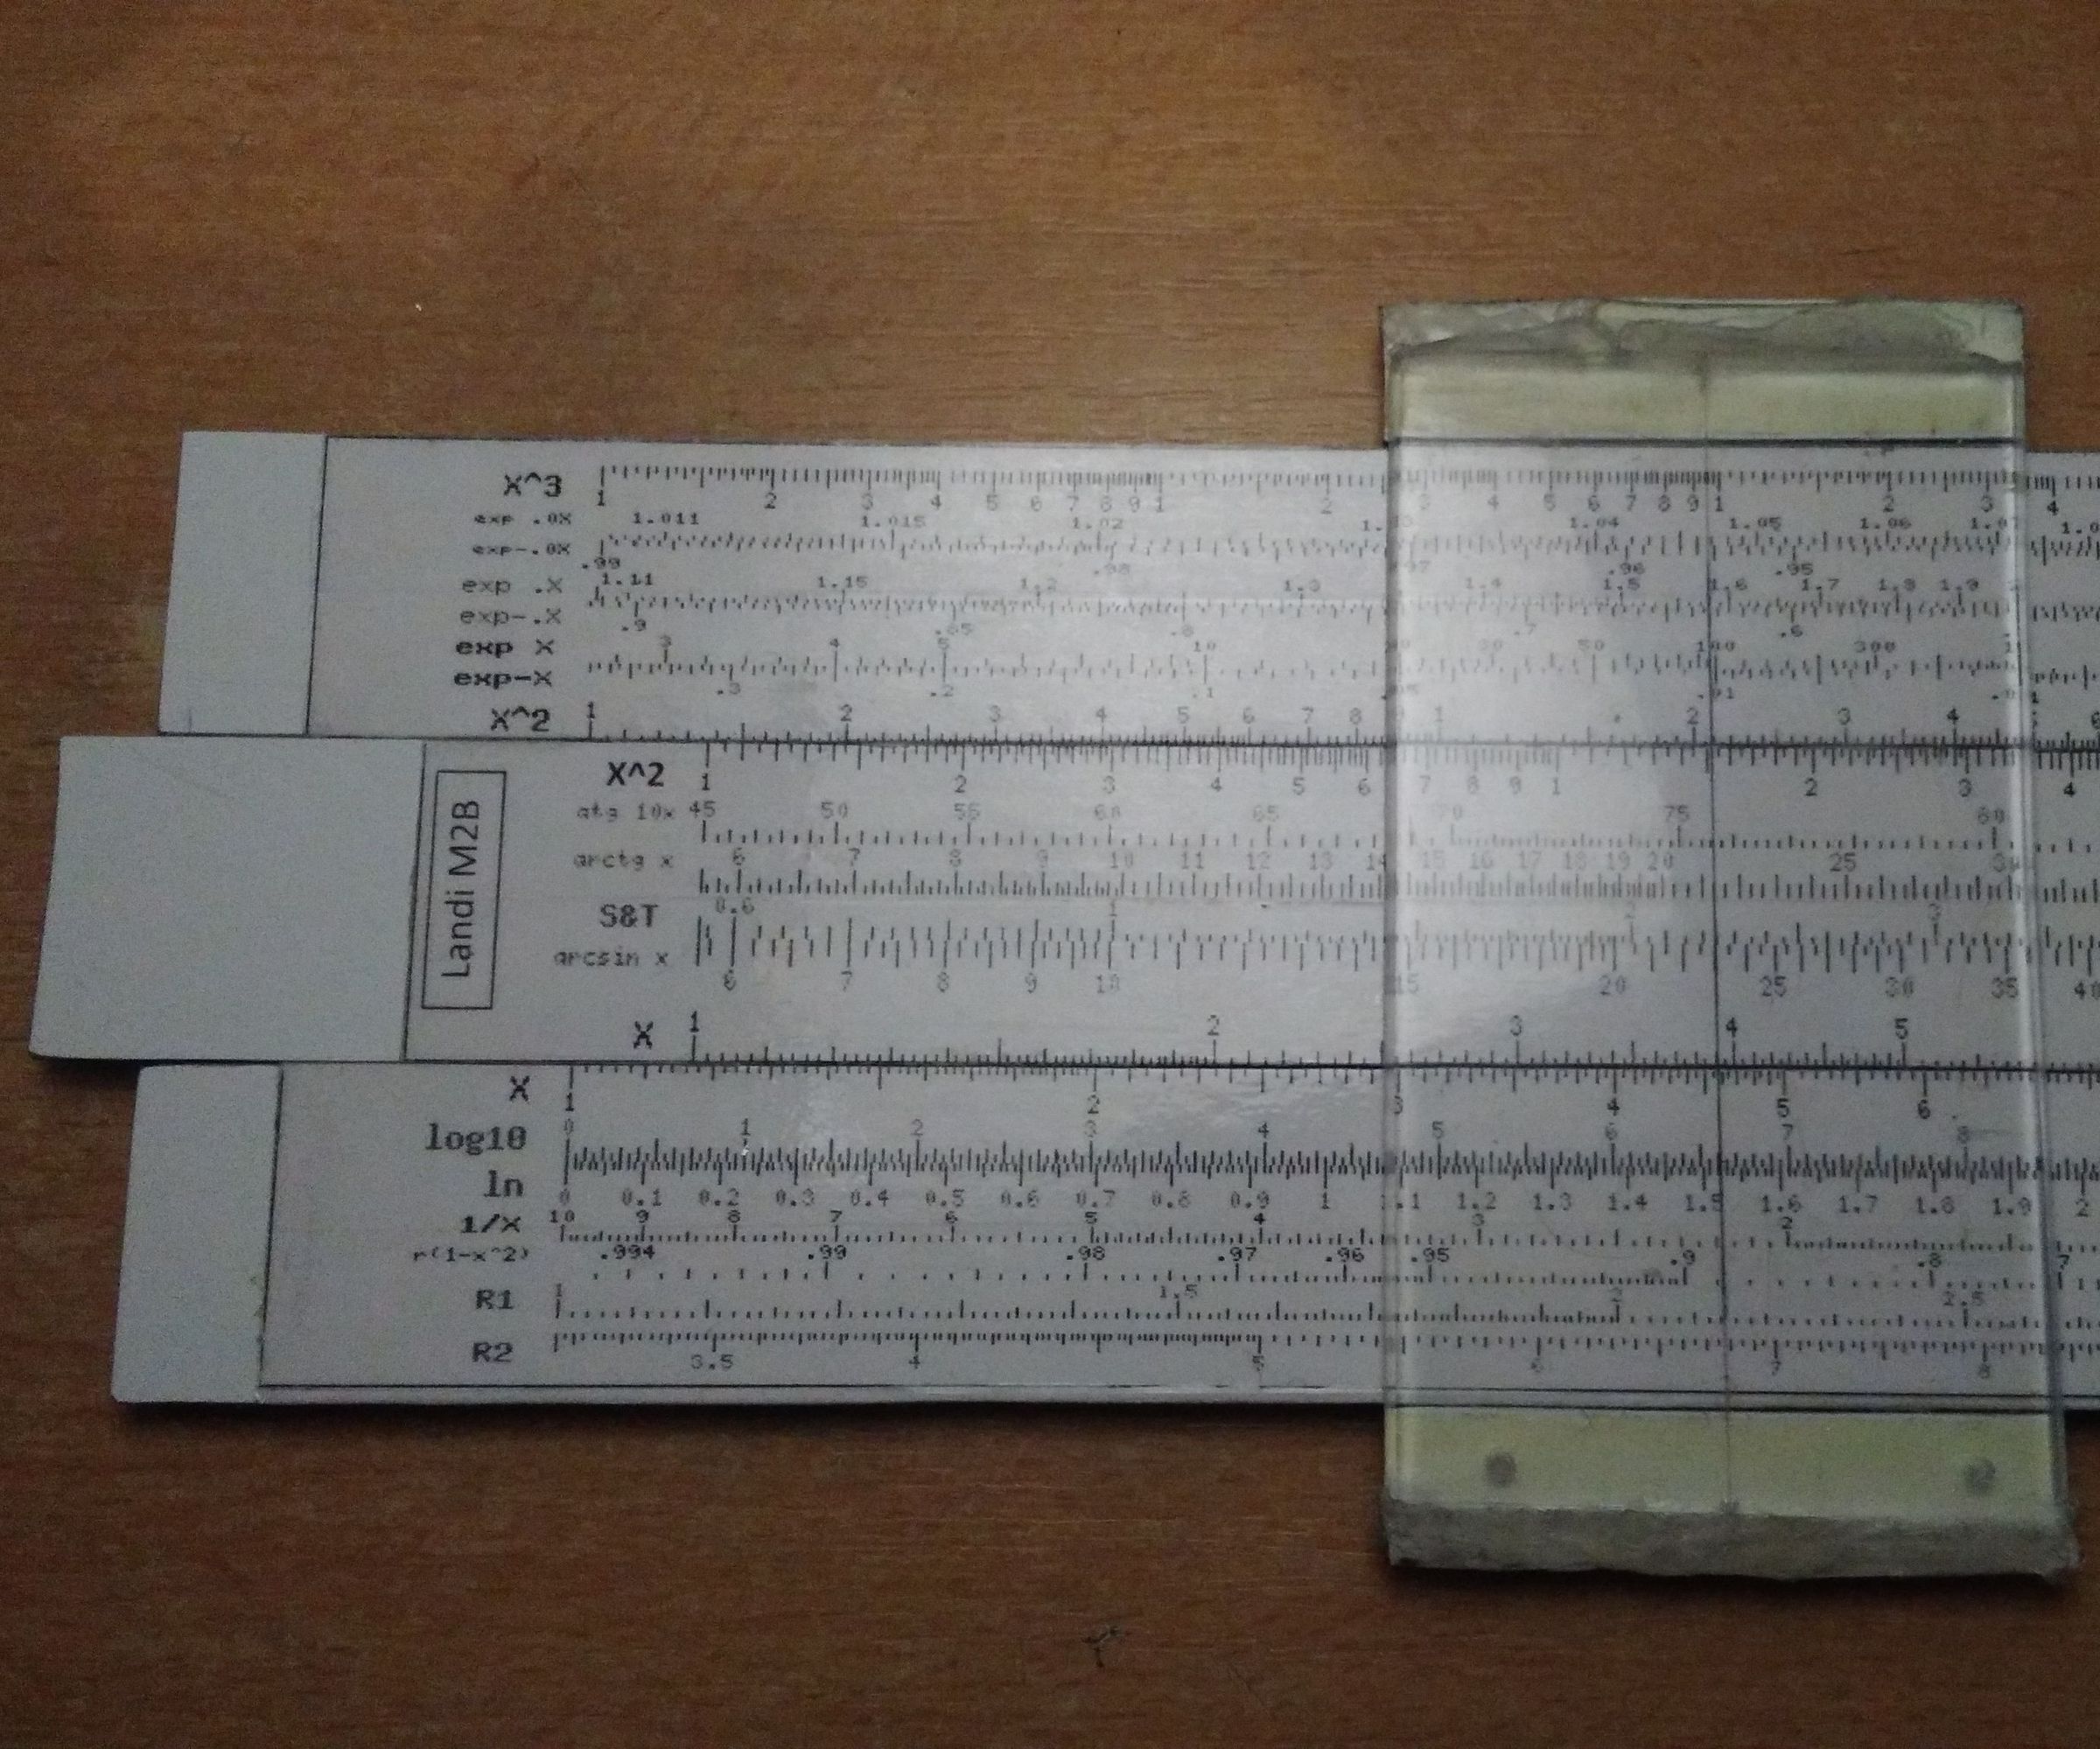 X^3
1 2 3 4 5 6 7 8 9 1 2 3 4 5 6 7 8 9 1 2 3 4
exp .0X 1.011 1.015 1.02 1.04 1.05 1.06
exp-.0X .99 .98 .97 .96 .95
exp .X 1.11 1.15 1.2 1.3 1.4 1.5 1.6 1.7 1.8 1.9
exp-.X .9 .85 .8 .7 .6
exp X 3 4 5 10 20 30 50 100 300
exp-X .3 .2 .1 .05 .01
X^2 1 2 3 4 5 6 7 8 9 1 2 3 4
X^2 1 2 3 4 5 6 7 8 9 1 2 3 4
atg 10x 45 50 55 60 65 70 75 80
arctg x 6 7 8 9 10 11 12 13 14 15 16 17 18 19 20 25 30
Landi M2B
S&T 0.6 1 2 3
arcsin x 6 7 8 9 10 15 20 25 30 35 40
X 1 2 3 4 5
X 1 2 3 4 5 6
log10 0 1 2 3 4 5 6 7 8
ln 0 0.1 0.2 0.3 0.4 0.5 0.6 0.7 0.8 0.9 1 1.1 1.2 1.3 1.4 1.5 1.6 1.7 1.8 1.9 2
1/X 10 9 8 7 6 5 4 3 2
r(1-x^2) .994 .99 .98 .97 .96 .95 .9 .8 .7
R1 1 1.5 2 2.5
R2 3.5 4 5 6 7 8